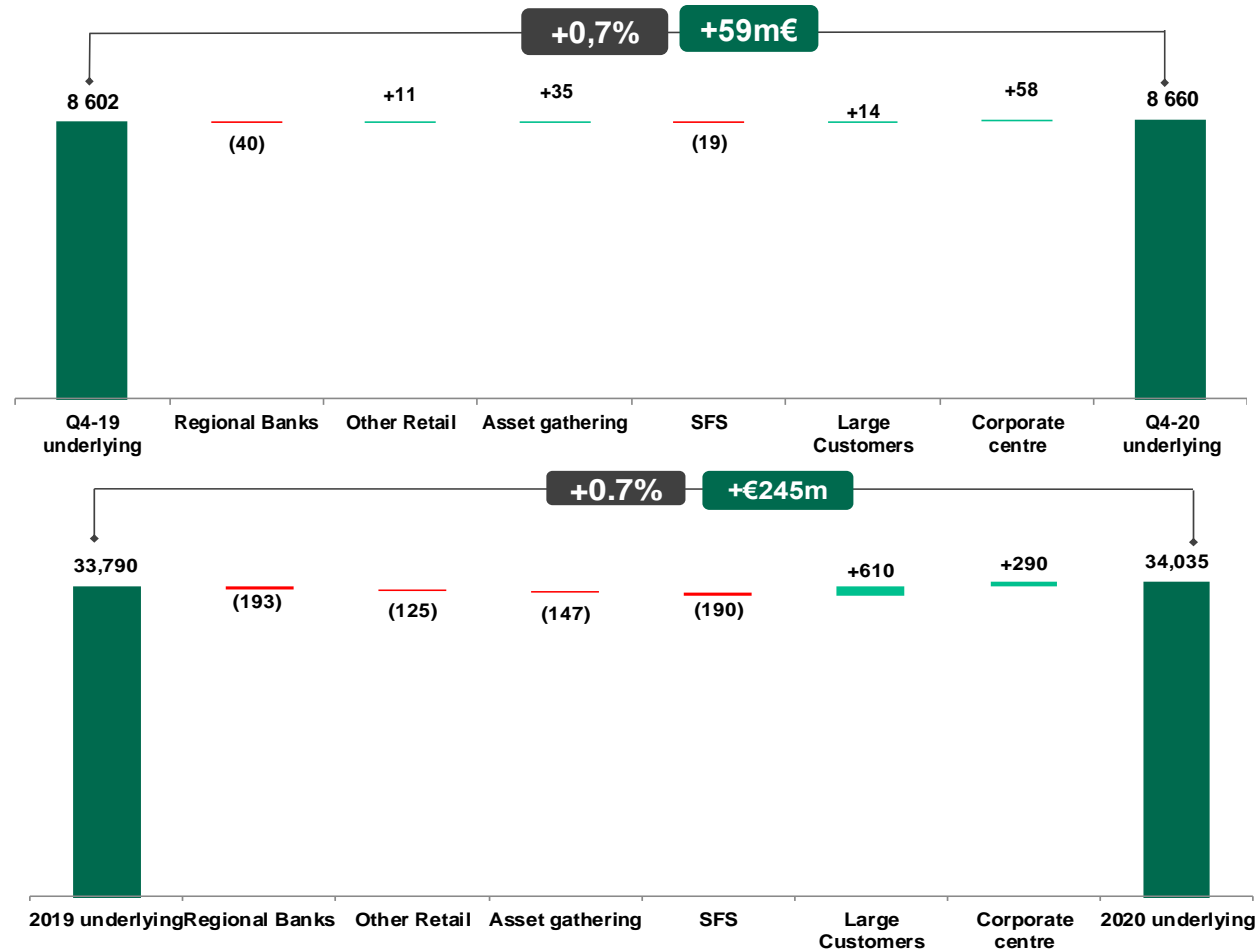 +0,7% +59m€
8 602 (40) +11 +35 (19) +14 +58 8 660
Q4-19 underlying Regional Banks Other Retail Asset gathering SFS Large Customers Corporate centre Q4-20 underlying
+0.7% +€245m
33,790 (193) (125) (147) (190) +610 +290 34,035
2019 underlying Regional Banks Other Retail Asset gathering SFS Large Customers Corporate centre 2020 underlying